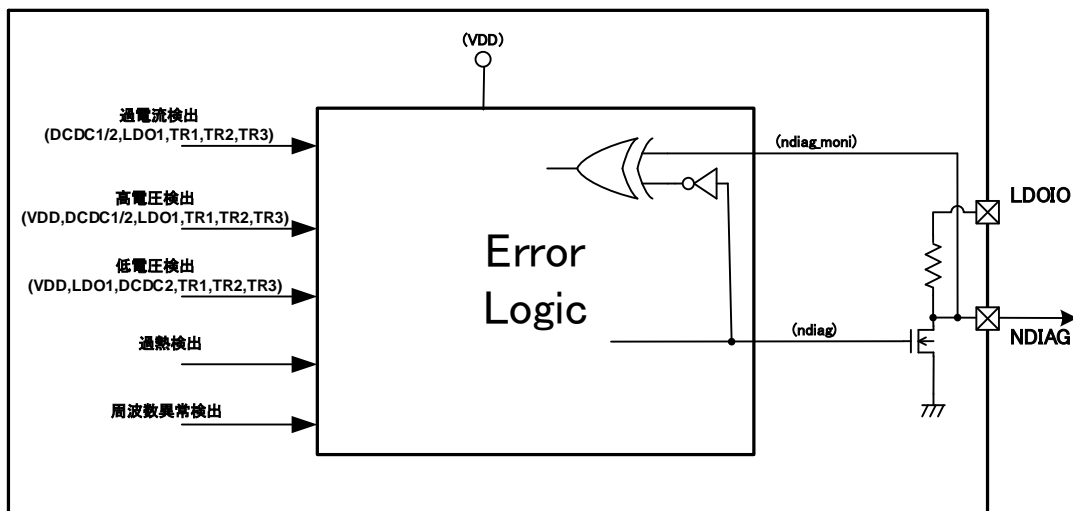 (VDD)
過電流検出
(DCDC1/2,LDO1,TR1,TR2,TR3)
高電圧検出
(VDD,DCDC1/2,LDO1,TR1,TR2,TR3)
低電圧検出
(VDD,LDO1,DCDC2,TR1,TR2,TR3)
過熱検出
周波数異常検出
Error
Logic
(ndiag_moni)
(ndiag)
LDOIO
NDIAG